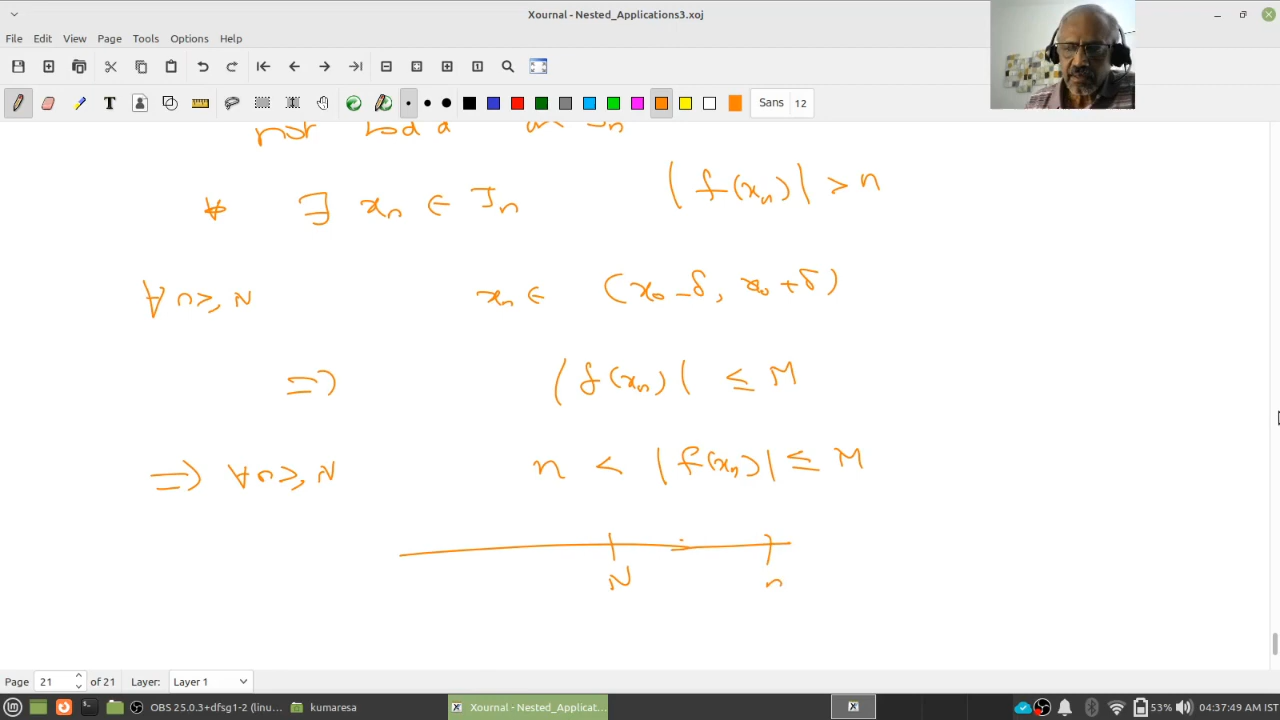 Xournal - Nested_Applications3.xoj
File Edit View Page Tools Options Help
Sans 12
not
∀ ∃ xₙ ∈ Jₙ |f(xₙ)| > n
∀ n ≥ N xₙ ∈ (x₀ - δ, x₀ + δ)
⇒ |f(xₙ)| ≤ M
⇒ ∀ n ≥ N n < |f(xₙ)| ≤ M
N n
Page 21 of 21 Layer: Layer 1
OBS 25.0.3+dfsg1-2 (linu... kumaresa Xournal - Nested_Applicat... 53% 04:37:49 AM IST